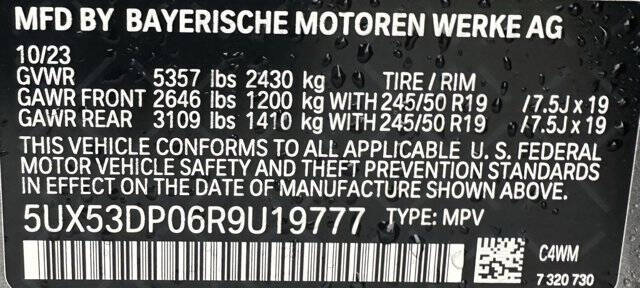 MFD BY BAYERISCHE MOTOREN WERKE AG
10/23
GVWR 5357 lbs 2430 kg TIRE / RIM
GAWR FRONT 2646 lbs 1200 kg WITH 245/50 R19 / 7.5J x 19
GAWR REAR 3109 lbs 1410 kg WITH 245/50 R19 / 7.5J x 19
THIS VEHICLE CONFORMS TO ALL APPLICABLE U. S. FEDERAL
MOTOR VEHICLE SAFETY AND THEFT PREVENTION STANDARDS
IN EFFECT ON THE DATE OF MANUFACTURE SHOWN ABOVE.
5UX53DP06R9U19777 TYPE: MPV
C4WM
7 320 730